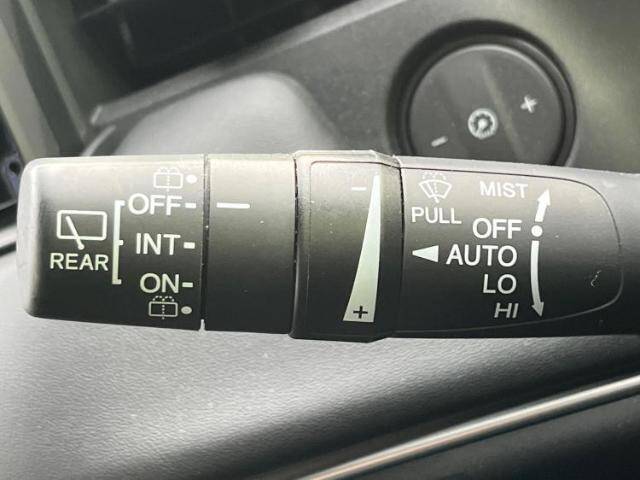 REAR
OFF
INT
ON
-
+
PULL
MIST
OFF
AUTO
LO
HI
-
+